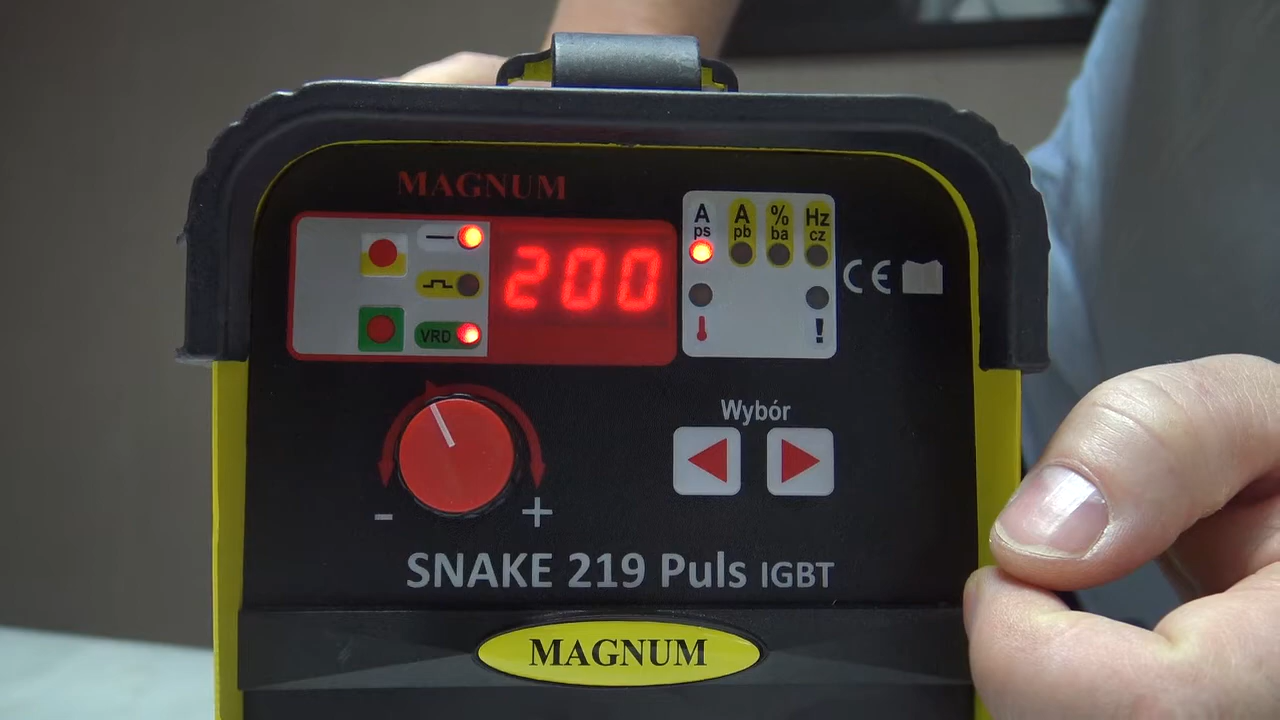 MAGNUM
A ps
A pb
% ba
Hz cz
200
VRD
!
CE
Wybór
- +
SNAKE 219 Puls IGBT
MAGNUM